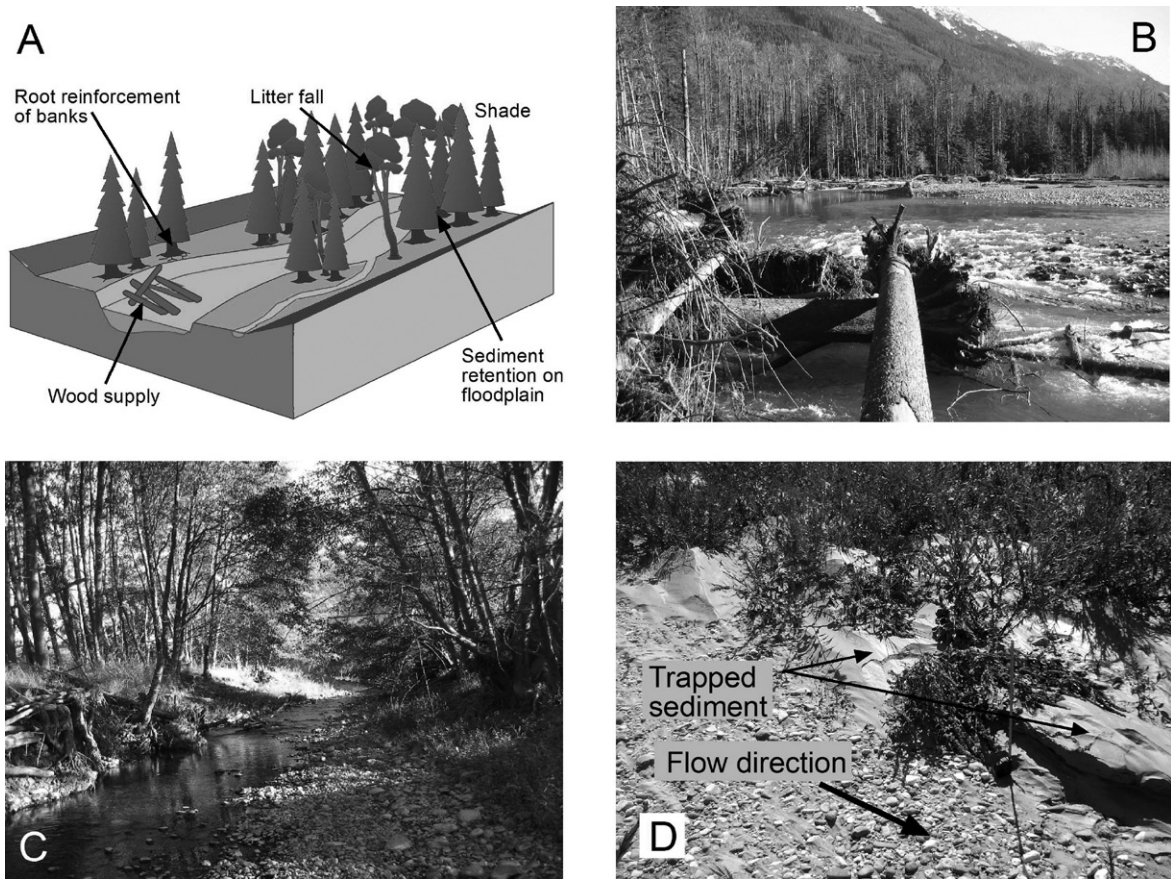 A
Root reinforcement
of banks
Litter fall
Shade
Wood supply
Sediment
retention on
floodplain
B
C
Trapped
sediment
Flow direction
D